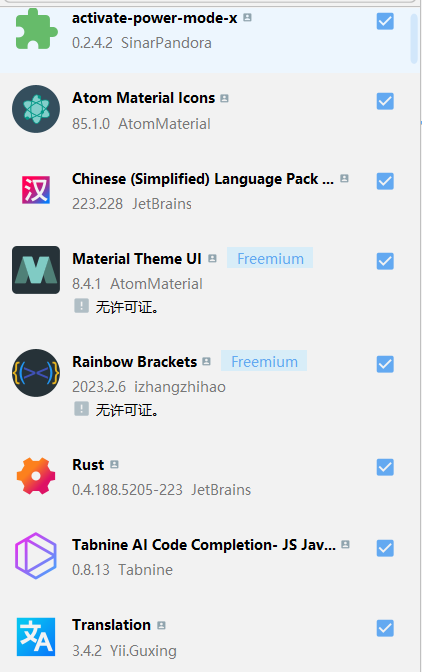 activate-power-mode-x
0.2.4.2 SinarPandora
Atom Material Icons
85.1.0 AtomMaterial
汉
Chinese (Simplified) Language Pack ...
223.228 JetBrains
Material Theme UI Freemium
8.4.1 AtomMaterial
无许可证。
Rainbow Brackets Freemium
2023.2.6 izhangzhihao
无许可证。
Rust
0.4.188.5205-223 JetBrains
Tabnine AI Code Completion- JS Jav...
0.8.13 Tabnine
文A
Translation
3.4.2 Yii.Guxing